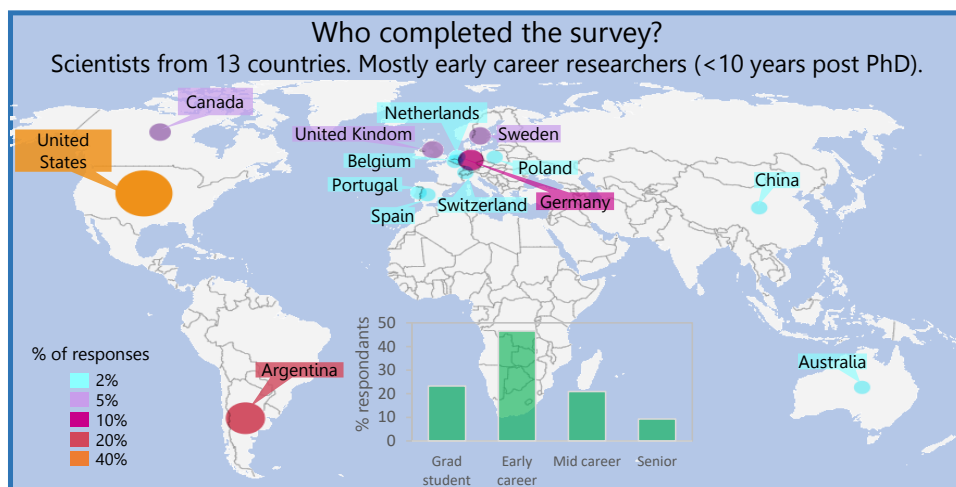 Who completed the survey?
Scientists from 13 countries. Mostly early career researchers (<10 years post PhD).
Canada
Netherlands
United
States
United Kindom
Sweden
Belgium
Poland
China
Portugal
Switzerland
Germany
Spain
% of responses
2%
5%
10%
20%
40%
Argentina
Australia
% respondants
50
40
30
20
10
0
Grad
student
Early
career
Mid career
Senior